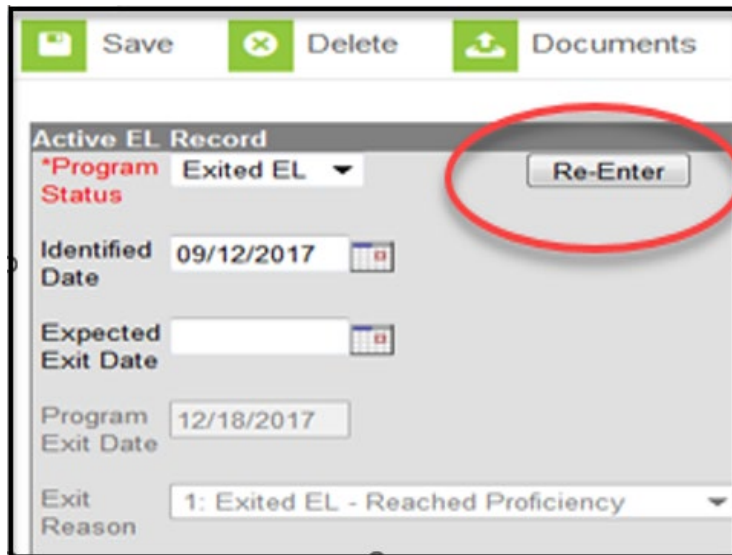 Save Delete Documents
Active EL Record
*Program Status Exited EL Re-Enter
Identified Date 09/12/2017
Expected Exit Date
Program Exit Date 12/18/2017
Exit Reason 1: Exited EL - Reached Proficiency